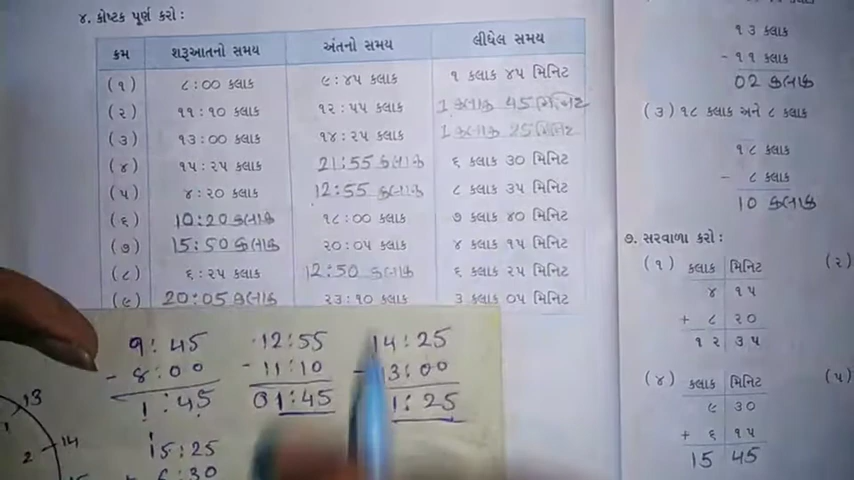 ૪. કોષ્ટક પૂર્ણ કરો :
ક્રમ શરૂઆતનો સમય અંતનો સમય લીધેલ સમય
(૧) ૮ : ૦૦ કલાક ૯ : ૪૫ કલાક ૧ કલાક ૪૫ મિનિટ
(૨) ૧૧ : ૧૦ કલાક ૧૨ : ૫૫ કલાક 1 કલાક 45 મિનિટ
(૩) ૧૩ : ૦૦ કલાક ૧૪ : ૨૫ કલાક 1 કલાક 25 મિનિટ
(૪) ૧૫ : ૨૫ કલાક 21:55 કલાક ૬ કલાક ૩૦ મિનિટ
(૫) ૪ : ૨૦ કલાક 12:55 કલાક ૮ કલાક ૩૫ મિનિટ
(૬) 10:20 કલાક ૧૮ : ૦૦ કલાક ૭ કલાક ૪૦ મિનિટ
(૭) 15:50 કલાક ૨૦ : ૦૫ કલાક ૪ કલાક ૧૫ મિનિટ
(૮) ૬ : ૨૫ કલાક 12:50 કલાક ૬ કલાક ૨૫ મિનિટ
(૯) 20:05 કલાક ૨૩ : ૧૦ કલાક ૩ કલાક ૦૫ મિનિટ
9:45 12:55 14:25
- 8:00 - 11:10 - 13:00
1:45 01:45 1:25
15:25
6:30
13
1
14
2
૧૩ કલાક
- ૧૧ કલાક
02 કલાક
(૩) ૧૮ કલાક અને ૮ કલાક
૧૮ કલાક
- ૮ કલાક
10 કલાક
૭. સરવાળા કરો :
(૧) કલાક મિનિટ (૨)
૪ ૧૫
+ ૮ ૨૦
૧૨ ૩૫
(૪) કલાક મિનિટ (૫)
૯ ૩૦
+ ૬ ૧૫
15 45